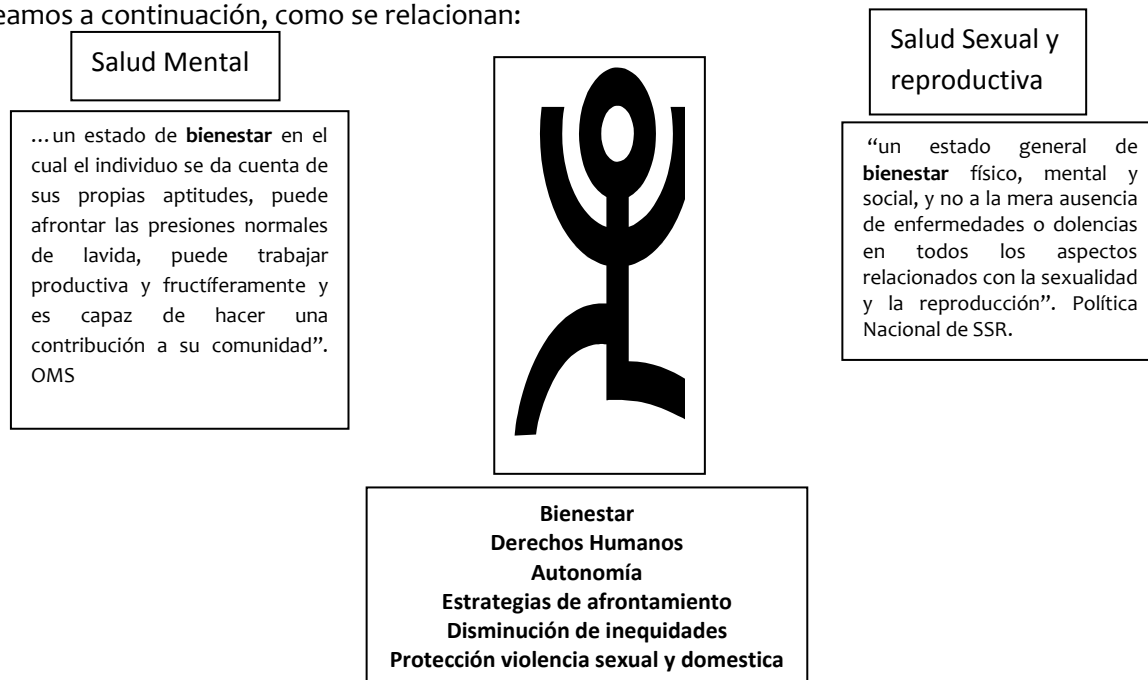 eamos a continuación, como se relacionan:
Salud Mental
…un estado de bienestar en el
cual el individuo se da cuenta de
sus propias aptitudes, puede
afrontar las presiones normales
de lavida, puede trabajar
productiva y fructíferamente y
es capaz de hacer una
contribución a su comunidad”.
OMS
Salud Sexual y
reproductiva
“un estado general de
bienestar físico, mental y
social, y no a la mera ausencia
de enfermedades o dolencias
en todos los aspectos
relacionados con la sexualidad
y la reproducción”. Política
Nacional de SSR.
Bienestar
Derechos Humanos
Autonomía
Estrategias de afrontamiento
Disminución de inequidades
Protección violencia sexual y domestica